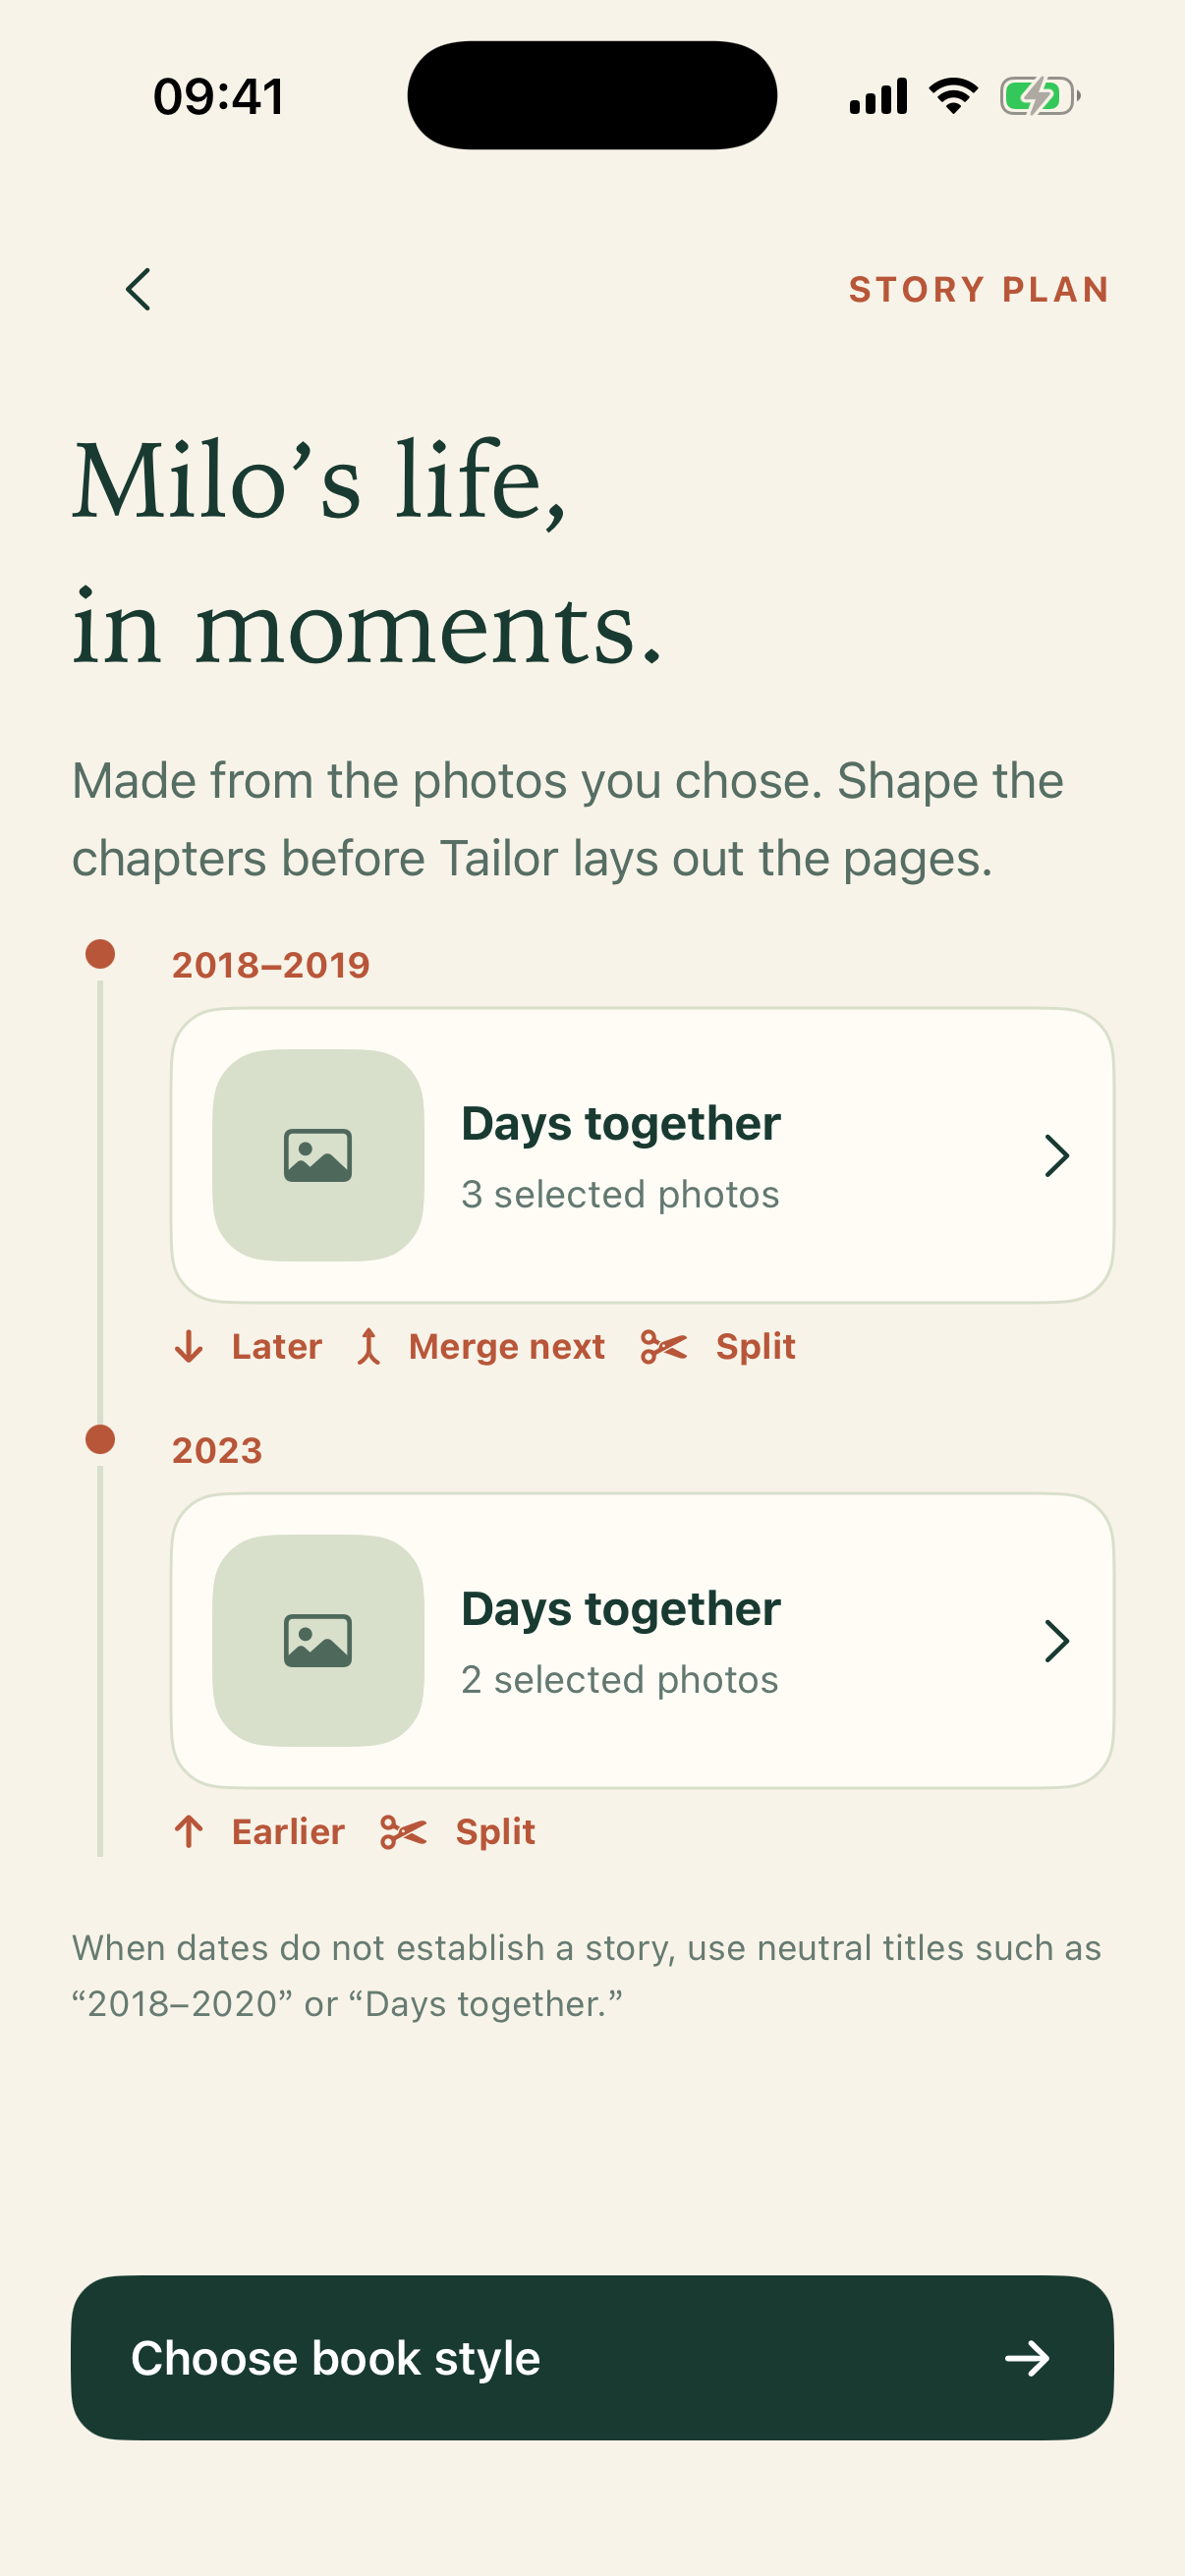 09:41
STORY PLAN
Milo’s life,
in moments.
Made from the photos you chose. Shape the
chapters before Tailor lays out the pages.
2018–2019
Days together
3 selected photos
Later Merge next Split
2023
Days together
2 selected photos
Earlier Split
When dates do not establish a story, use neutral titles such as
“2018–2020” or “Days together.”
Choose book style